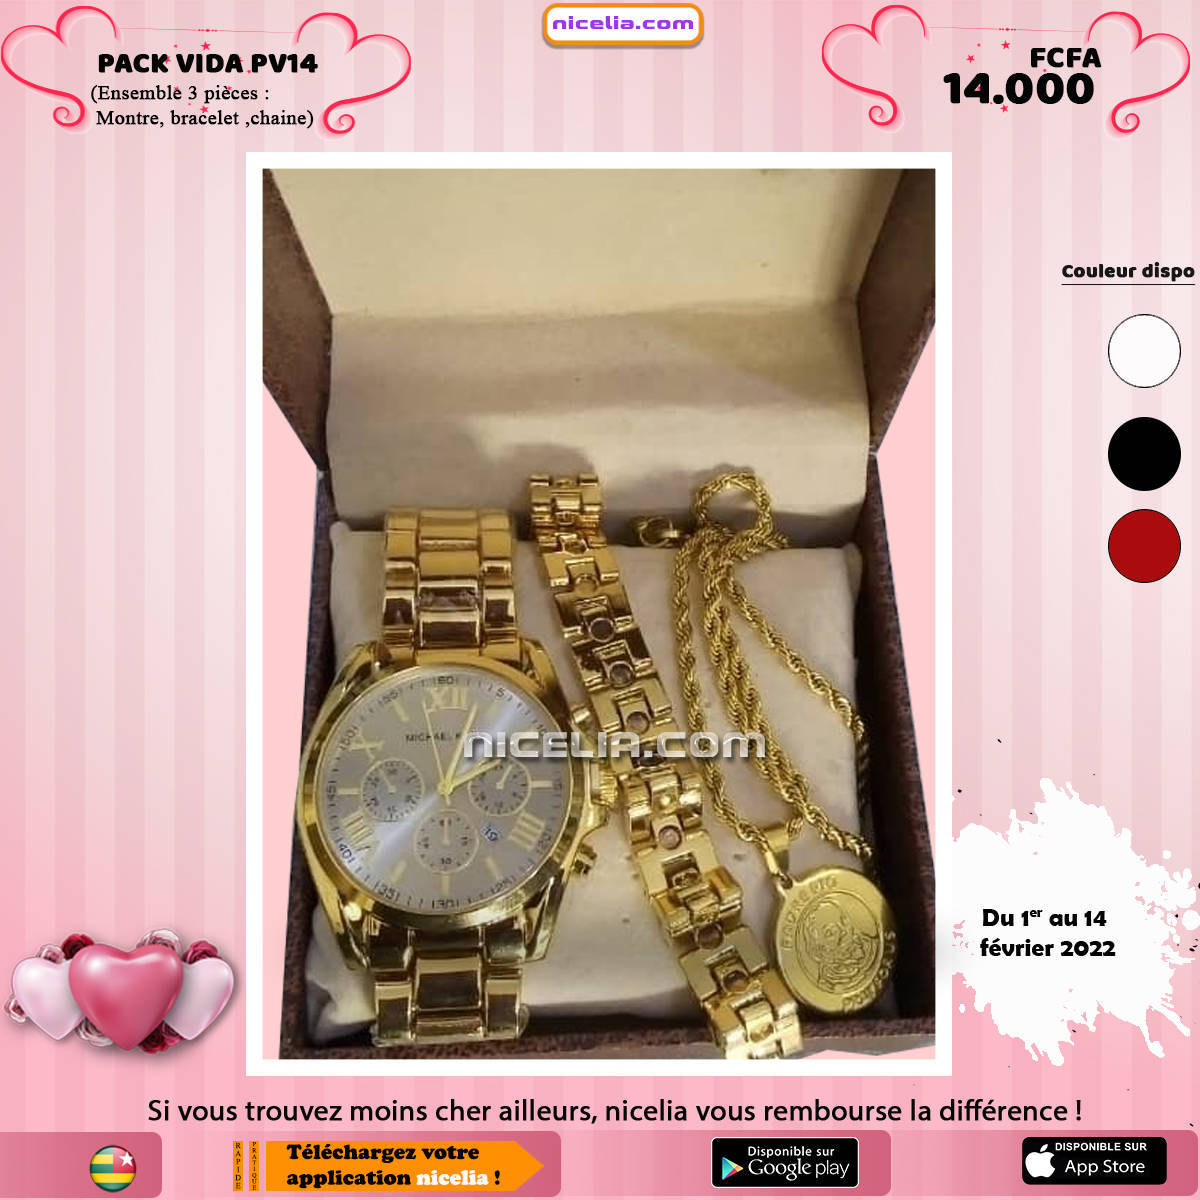 nicelia.com
PACK VIDA PV14
(Ensemble 3 pièces :
Montre, bracelet ,chaine)
FCFA
14.000
Couleur dispo
MICHAEL
NICELIA.COM
Du 1er au 14
février 2022
Si vous trouvez moins cher ailleurs, nicelia vous rembourse la différence !
RAPIDE
PRATIQUE
Téléchargez votre
application nicelia !
Disponible sur
Google play
DISPONIBLE SUR
App Store